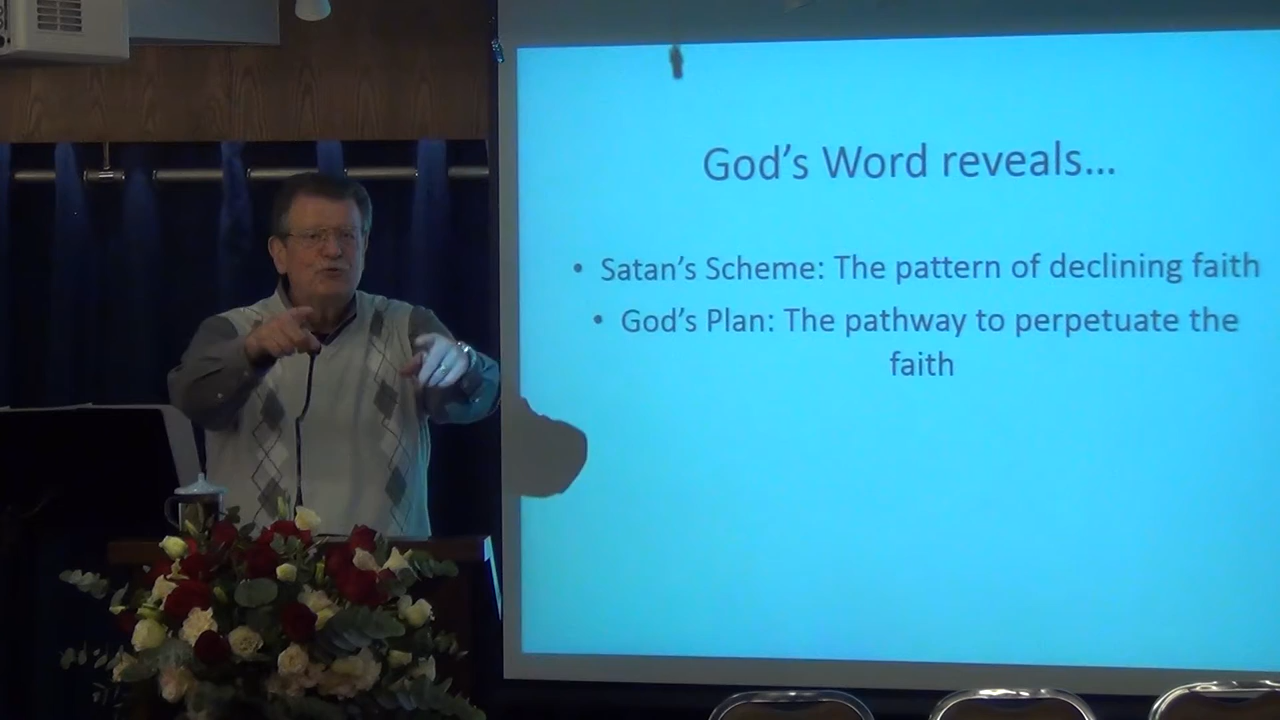 God's Word reveals...
• Satan's Scheme: The pattern of declining faith
• God's Plan: The pathway to perpetuate the
faith